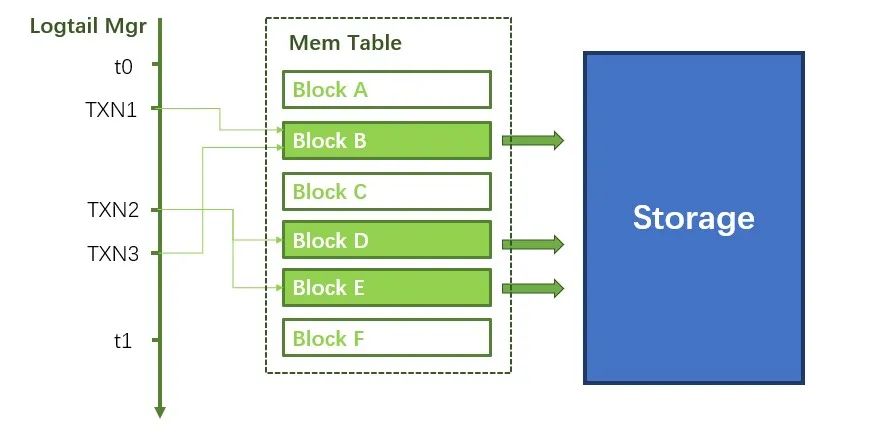 Logtail Mgr
t0
TXN1
TXN2
TXN3
t1
Mem Table
Block A
Block B
Block C
Block D
Block E
Block F
Storage